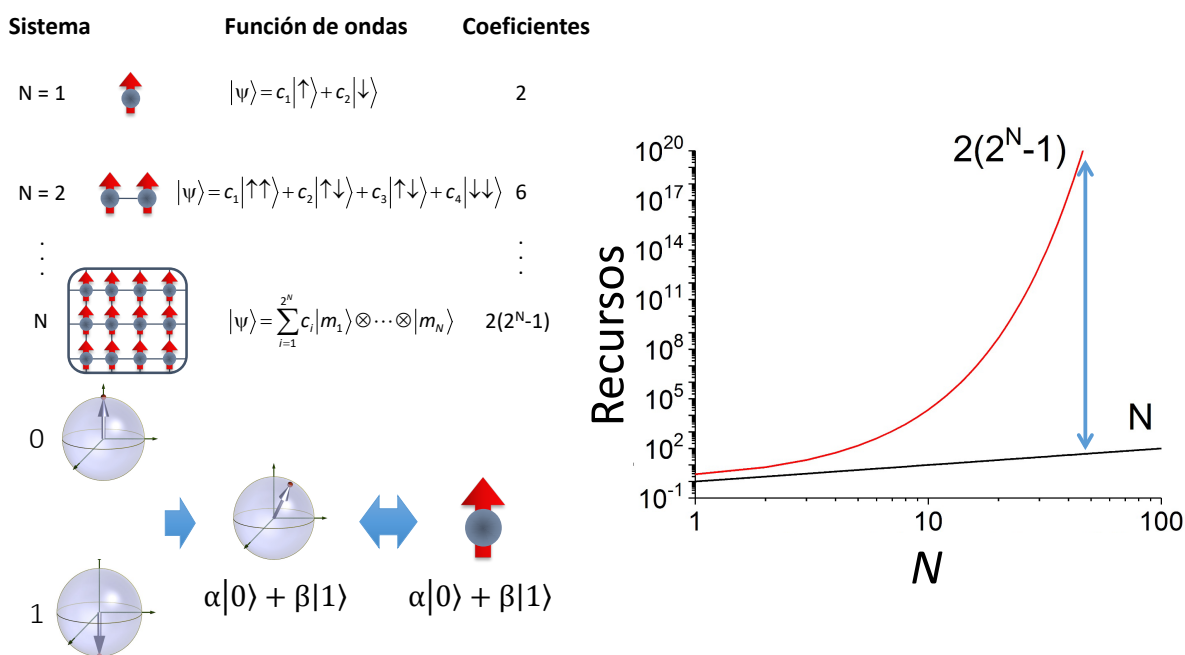 Sistema Función de ondas Coeficientes
N = 1 |ψ⟩ = c₁|↑⟩ + c₂|↓⟩ 2
N = 2 |ψ⟩ = c₁|↑↑⟩ + c₂|↑↓⟩ + c₃|↑↓⟩ + c₄|↓↓⟩ 6
N |ψ⟩ = ∑ᵢ₌₁^(2^N) cᵢ|m₁⟩ ⊗ ⋯ ⊗ |m_N⟩ 2(2ᴺ-1)
0
1
α|0⟩ + β|1⟩ α|0⟩ + β|1⟩
Recursos
10²⁰
10¹⁷
10¹⁴
10¹¹
10⁸
10⁵
10²
10⁻¹
2(2ᴺ-1)
N
1 10 100
N